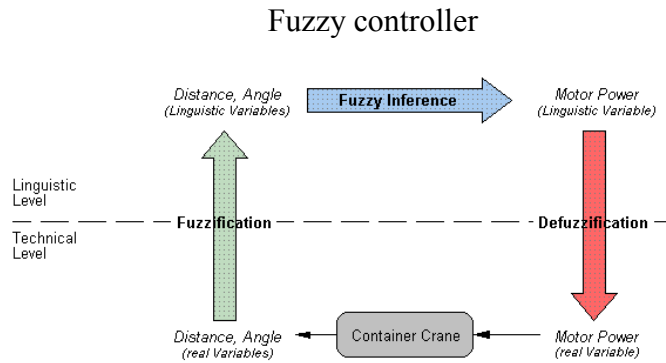 Fuzzy controller
Distance, Angle
(Linguistic Variables)
Fuzzy Inference
Motor Power
(Linguistic Variable)
Linguistic
Level
Fuzzification
Defuzzification
Technical
Level
Distance, Angle
(real Variables)
Container Crane
Motor Power
(real Variable)